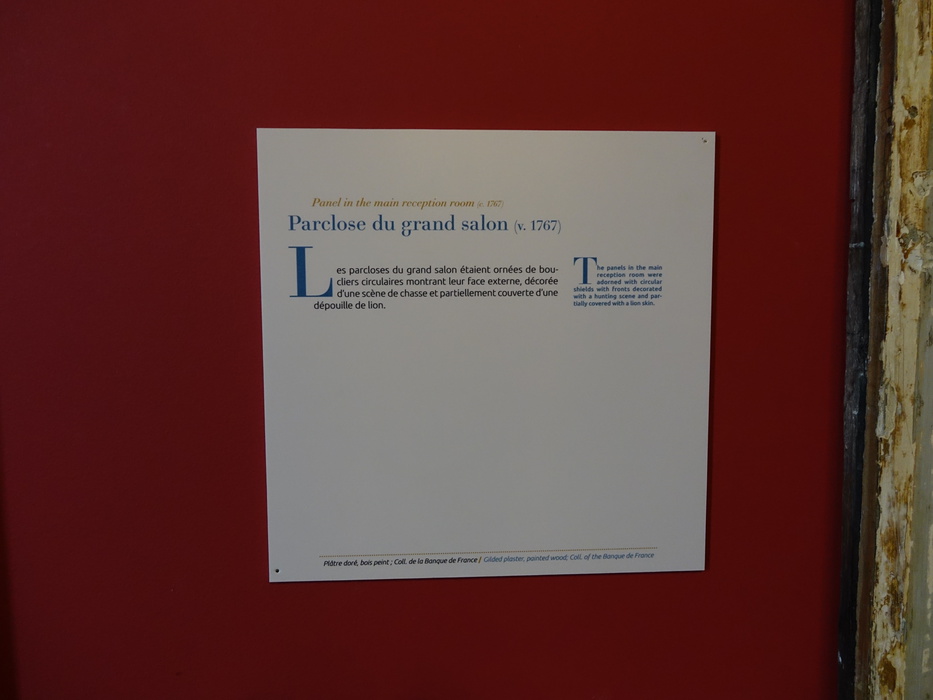 Panel in the main reception room (c. 1767)
Parclose du grand salon (v. 1767)
Les parcloses du grand salon étaient ornées de bou-
cliers circulaires montrant leur face externe, décorée
d'une scène de chasse et partiellement couverte d'une
dépouille de lion.
The panels in the main
reception room were
adorned with circular
shields with fronts decorated
with a hunting scene and par-
tially covered with a lion skin.
Plâtre doré, bois peint ; Coll. de la Banque de France / Gilded plaster, painted wood; Coll. of the Banque de France